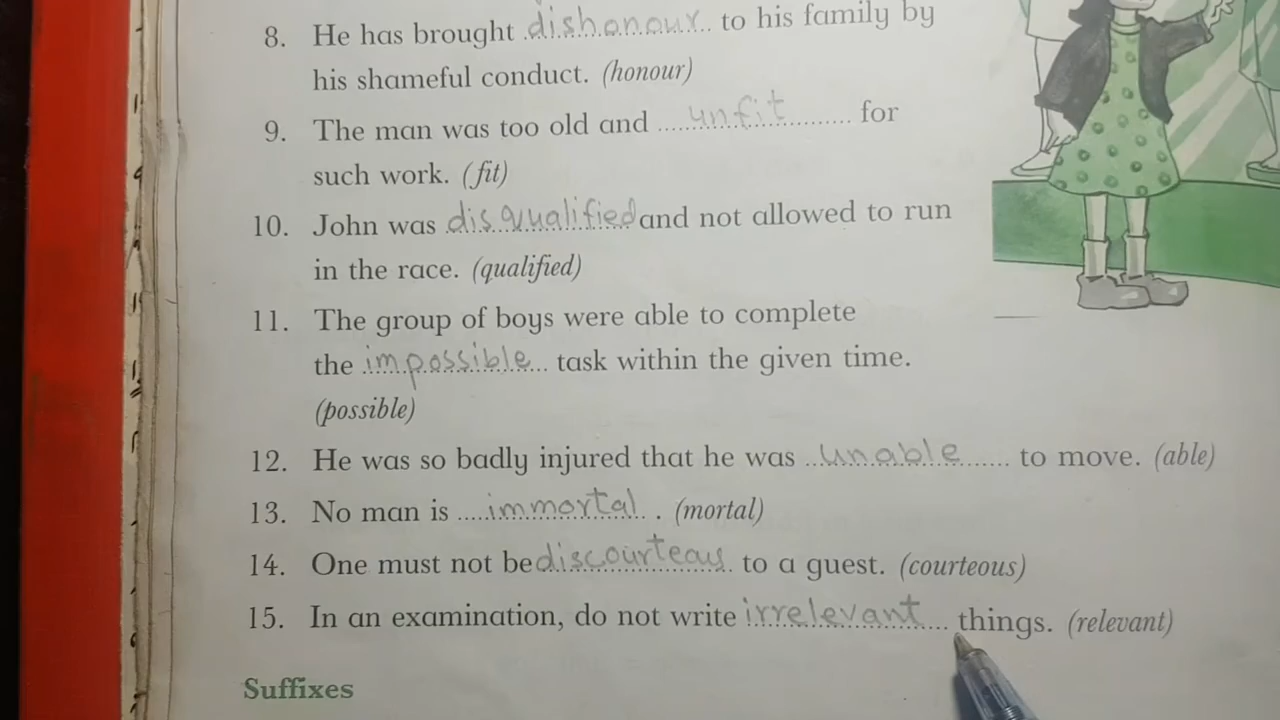 8. He has brought dishonour to his family by
his shameful conduct. (honour)
9. The man was too old and unfit for
such work. (fit)
10. John was disqualified and not allowed to run
in the race. (qualified)
11. The group of boys were able to complete
the impossible task within the given time.
(possible)
12. He was so badly injured that he was unable to move. (able)
13. No man is immortal. (mortal)
14. One must not be discourteous to a guest. (courteous)
15. In an examination, do not write irrelevant things. (relevant)
Suffixes